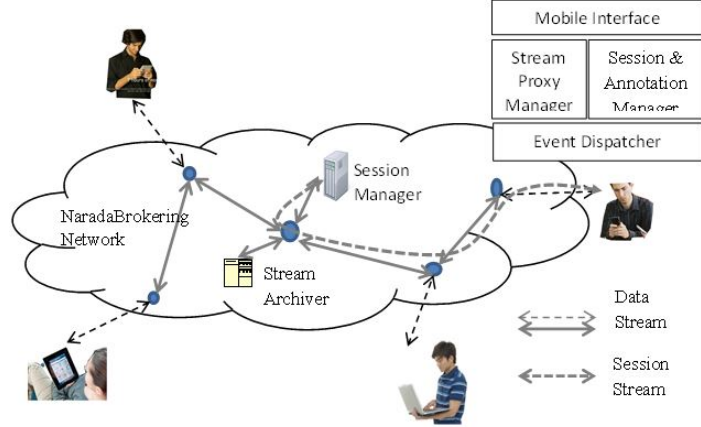 Mobile Interface
Stream
Proxy
Manager
Session &
Annotation
Manager
Event Dispatcher
Session
Manager
NaradaBrokering
Network
Stream
Archiver
Data
Stream
Session
Stream